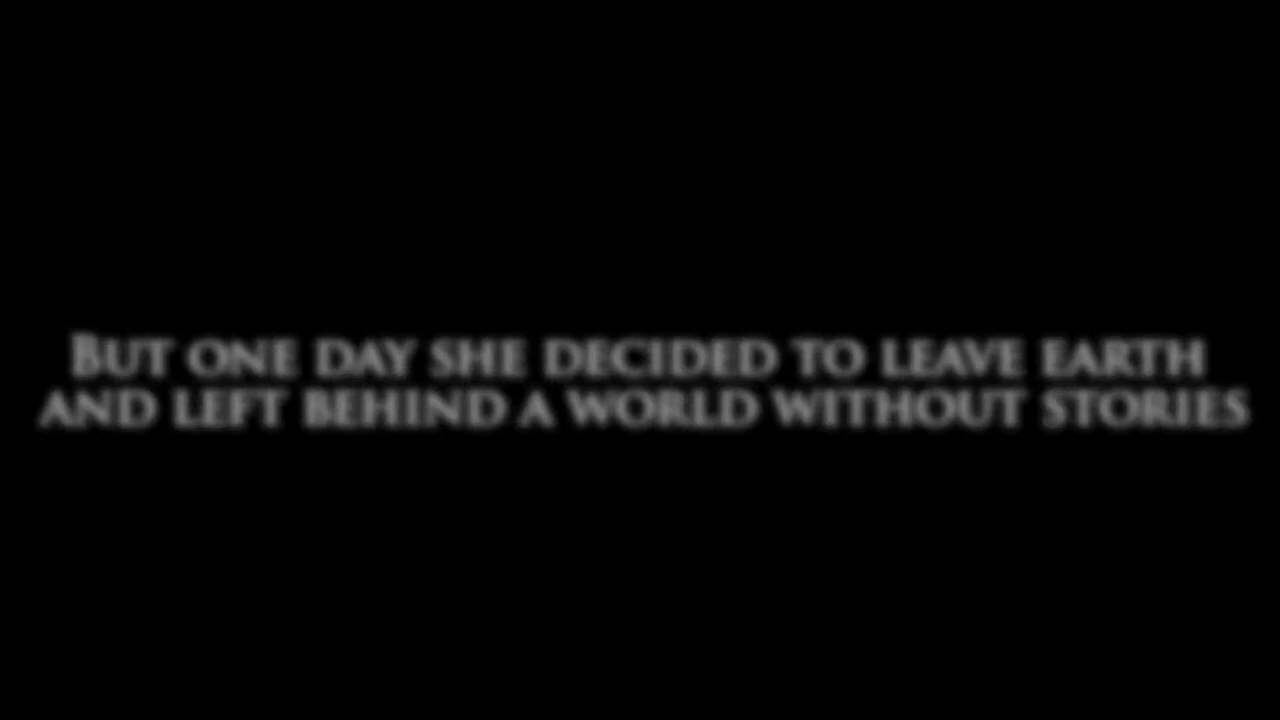 But one day she decided to leave earth
and left behind a world without stories